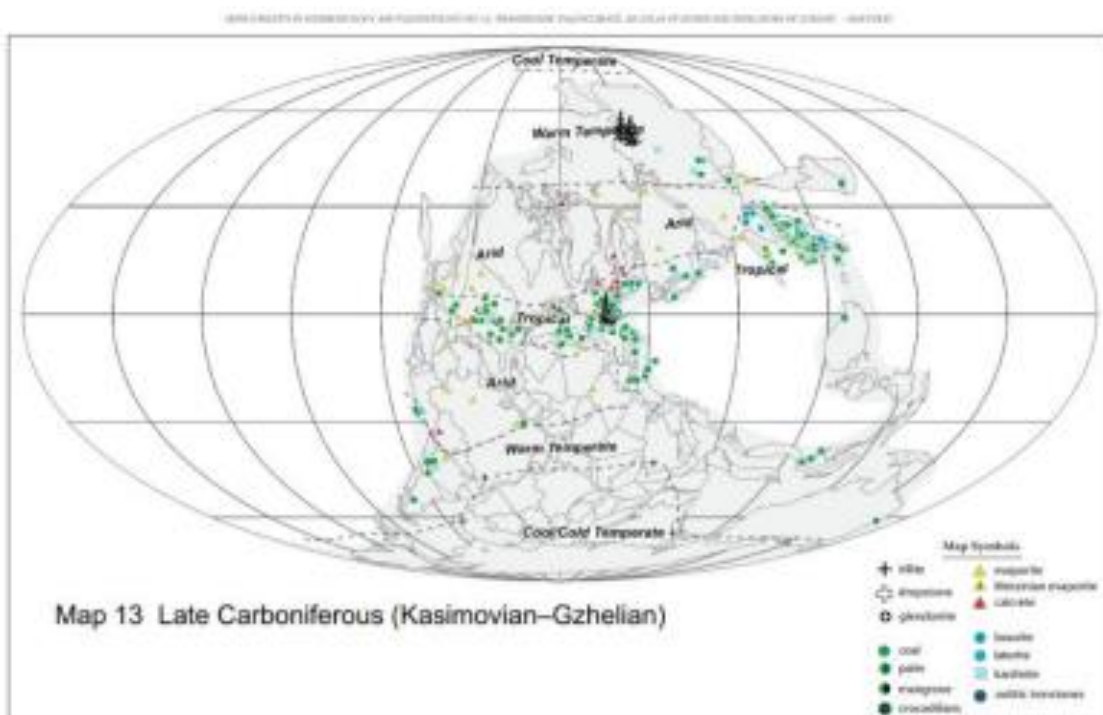 Cool Temperate
Warm Temperate
Arid
Arid
Tropical
Tropical
Arid
Warm Temperate
Cool/Cold Temperate
Map 13 Late Carboniferous (Kasimovian–Gzhelian)
Map Symbols
tillite
dropstone
glendonite
coal
palm
mangrove
crocodilians
evaporite
evaporite
calcrete
bauxite
laterite
kaolinite
oolitic ironstones